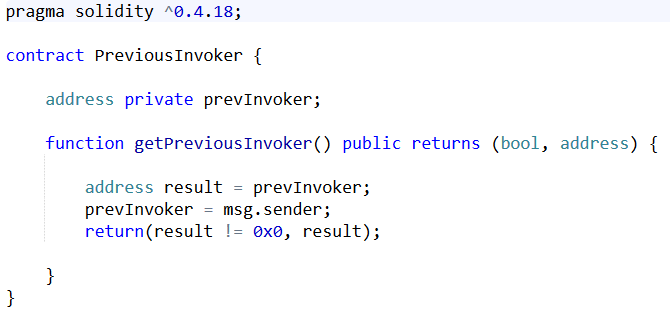 pragma solidity ^0.4.18;
contract PreviousInvoker {
address private prevInvoker;
function getPreviousInvoker() public returns (bool, address) {
address result = prevInvoker;
prevInvoker = msg.sender;
return(result != 0x0, result);
}
}